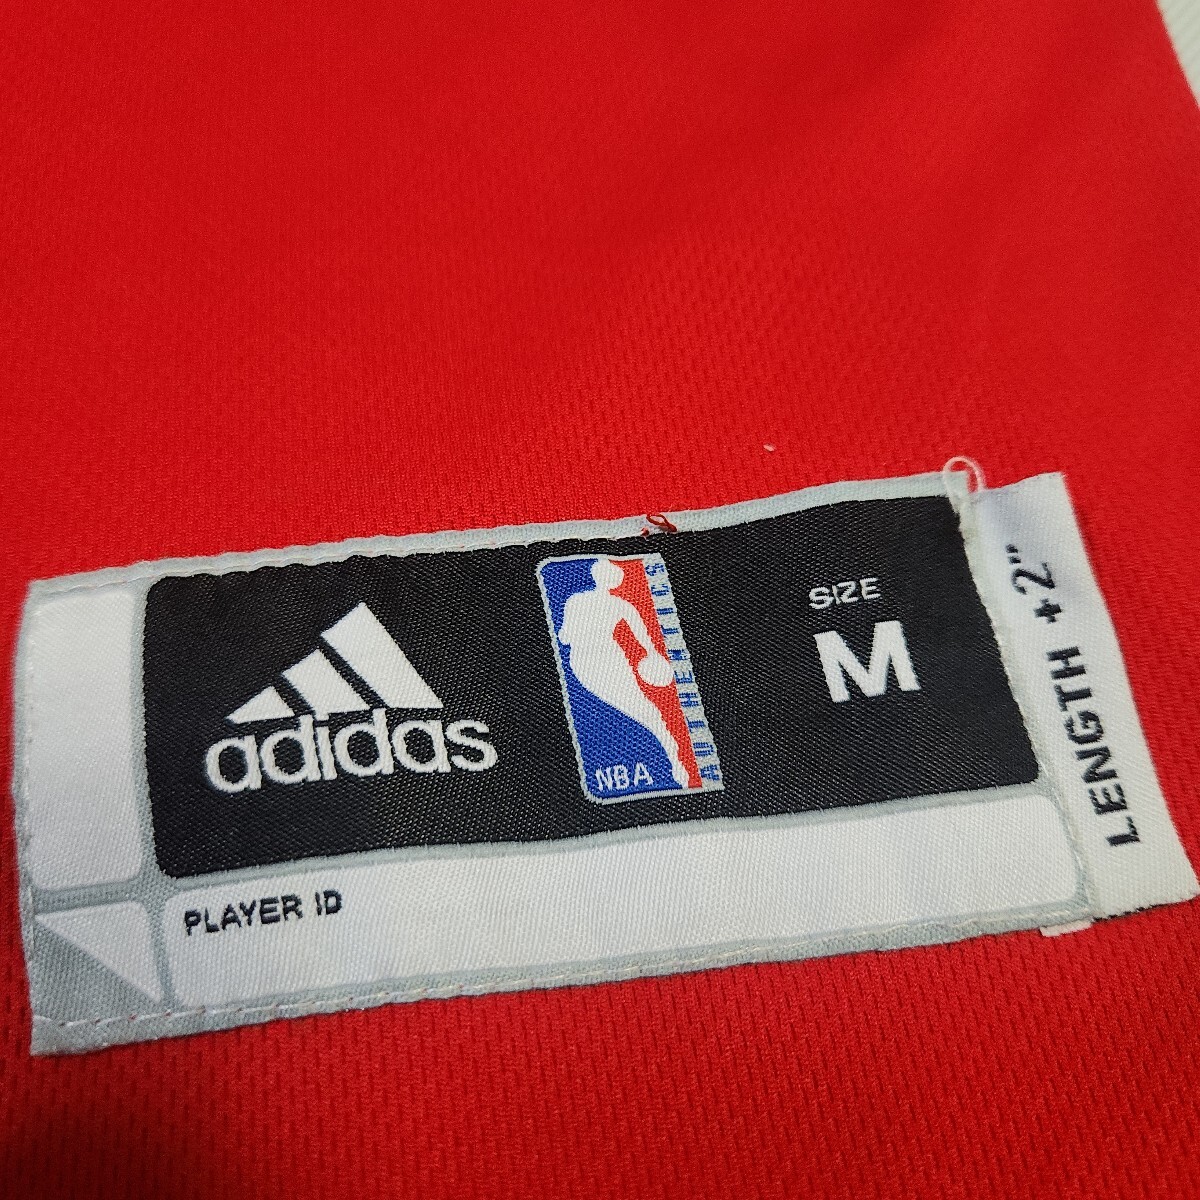 adidas
NBA
AUTHENTICS
SIZE
M
LENGTH +2"
PLAYER ID